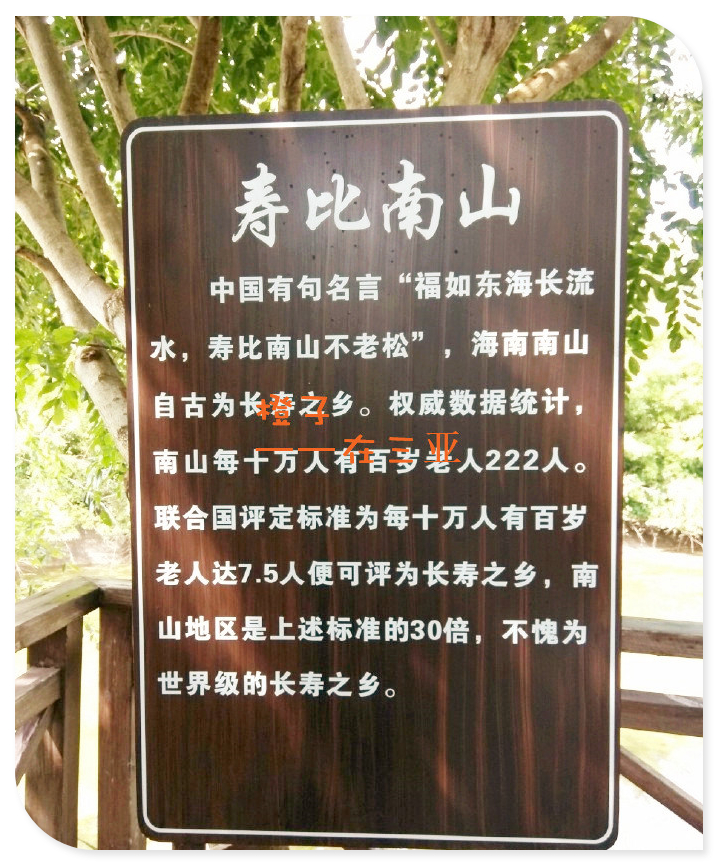 寿比南山
中国有句名言“福如东海长流
水，寿比南山不老松”，海南南山
自古为长寿之乡。权威数据统计，
橙子
——在三亚
南山每十万人有百岁老人222人。
联合国评定标准为每十万人有百岁
老人达7.5人便可评为长寿之乡，南
山地区是上述标准的30倍，不愧为
世界级的长寿之乡。